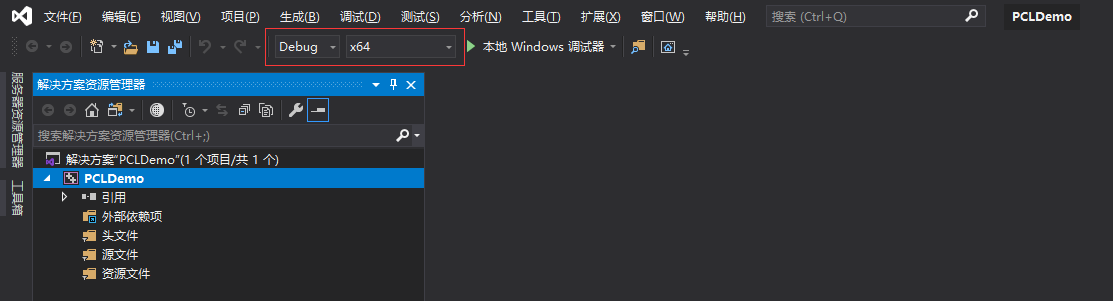 文件(F) 编辑(E) 视图(V) 项目(P) 生成(B) 调试(D) 测试(S) 分析(N) 工具(T) 扩展(X) 窗口(W) 帮助(H) 搜索 (Ctrl+Q) PCLDemo
Debug x64 本地 Windows 调试器
服务器资源管理器
工具箱
解决方案资源管理器
搜索解决方案资源管理器(Ctrl+;)
解决方案"PCLDemo"(1 个项目/共 1 个)
PCLDemo
引用
外部依赖项
头文件
源文件
资源文件